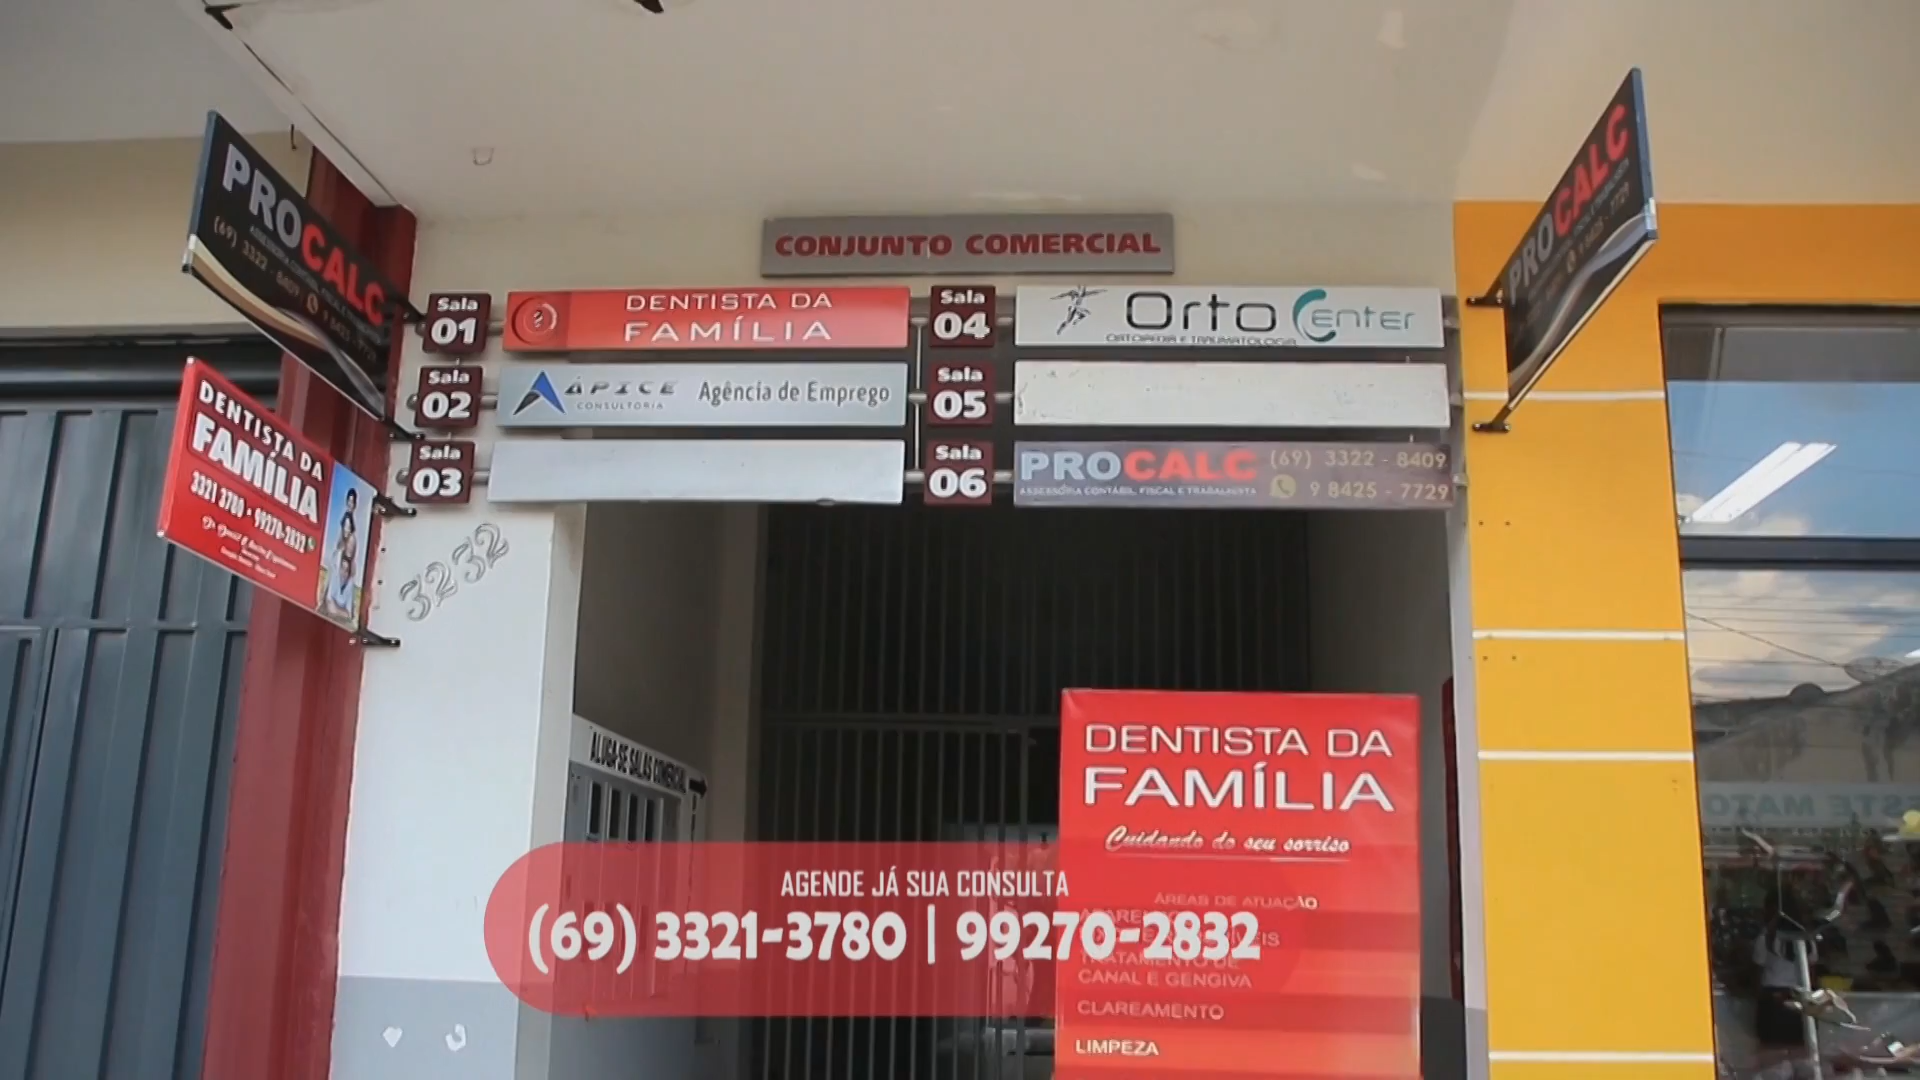 PROCALC
(69) 3322 - 8409
CONJUNTO COMERCIAL
PROCALC
Sala
01
DENTISTA DA
FAMÍLIA
Sala
04
Orto Center
ORTOPEDIA E TRAUMATOLOGIA
Sala
02
ÁPICE
CONSULTORIA
Agência de Emprego
Sala
05
Sala
03
Sala
06
PROCALC
ASSESSORIA CONTÁBIL, FISCAL E TRABALHISTA
(69) 3322 - 8409
9 8425 - 7729
DENTISTA DA
FAMÍLIA
3321 3780 - 99270-2832
3232
ALUGA-SE SALAS COMERCIAL
DENTISTA DA
FAMÍLIA
Cuidando do seu sorriso
ÁREAS DE ATUAÇÃO
TRATAMENTO DE
CANAL E GENGIVA
CLAREAMENTO
LIMPEZA
AGENDE JÁ SUA CONSULTA
(69) 3321-3780 | 99270-2832